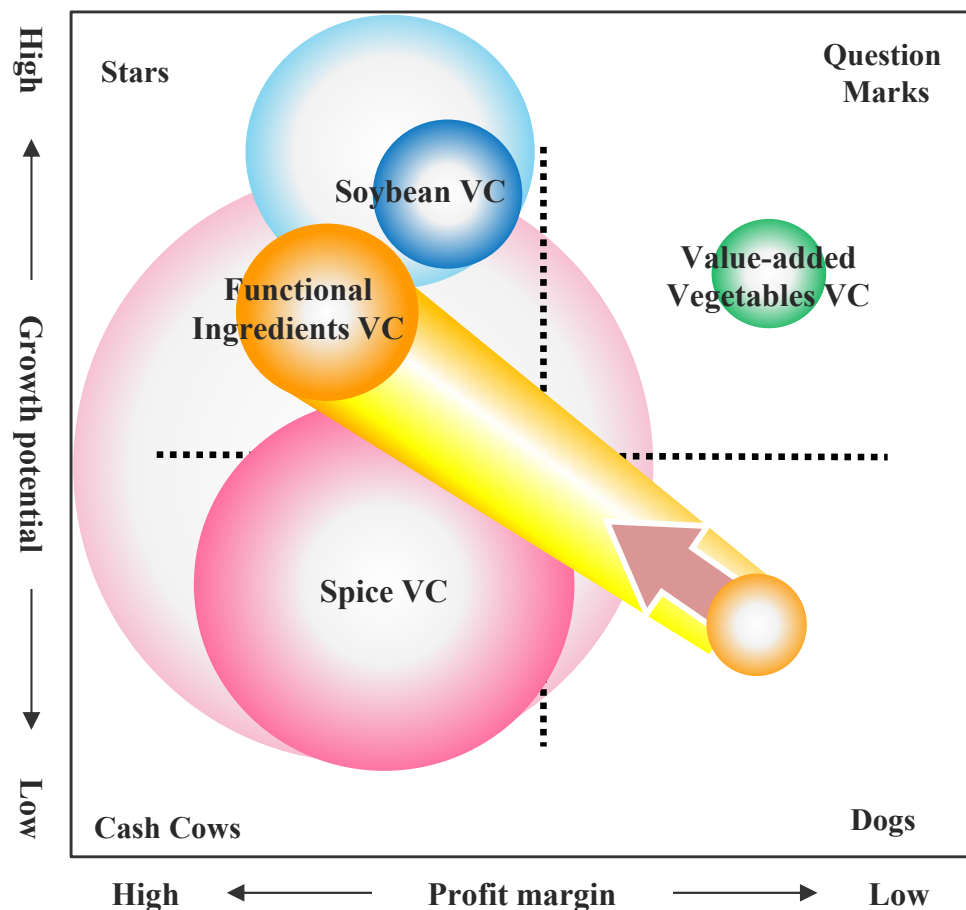 High
Growth potential
Low
Stars
Question
Marks
Soybean VC
Value-added
Vegetables VC
Functional
Ingredients VC
Spice VC
Cash Cows
Dogs
High
Profit margin
Low